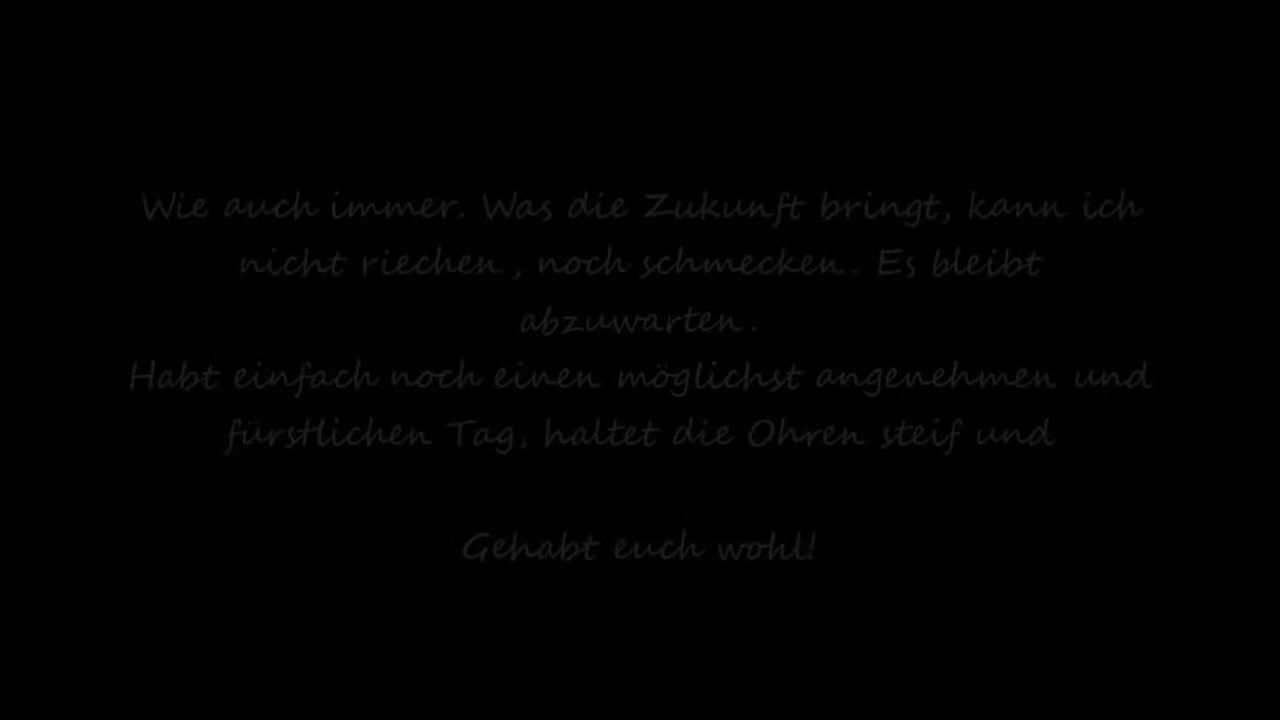 Wie auch immer. Was die Zukunft bringt, kann ich
nicht riechen, noch schmecken. Es bleibt
abzuwarten.
Habt einfach noch einen möglichst angenehmen und
fürstlichen Tag, haltet die Ohren steif und
Gehabt euch wohl!